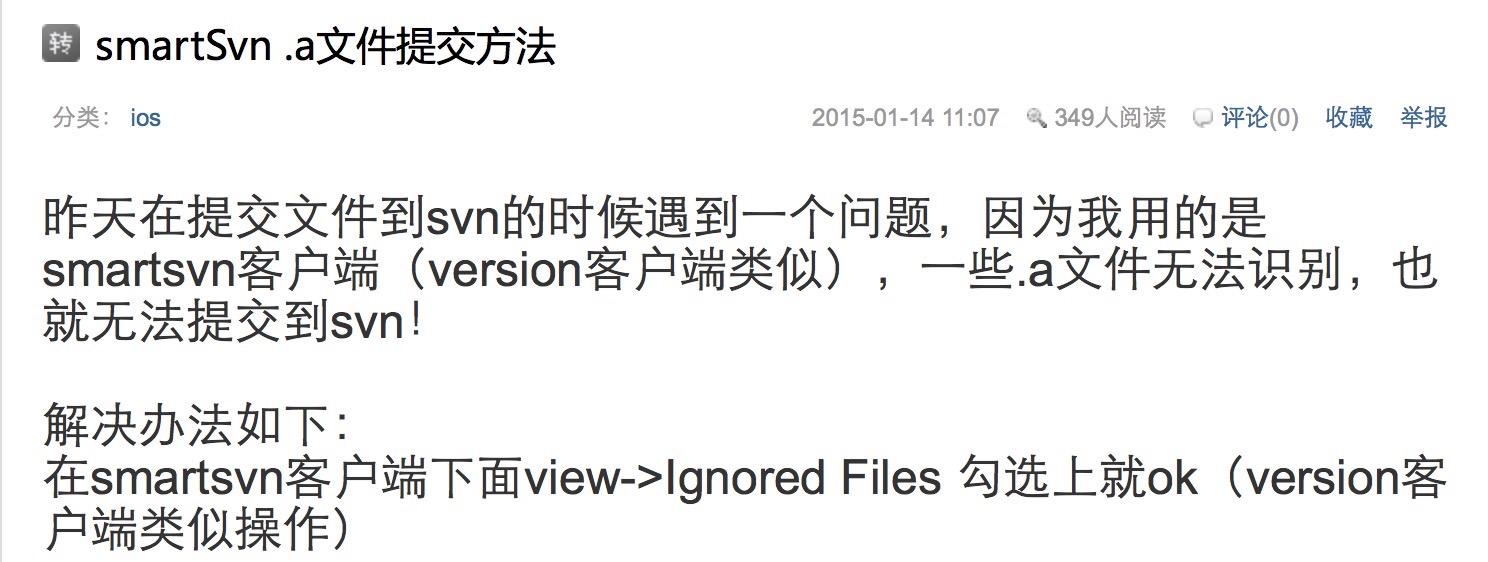 转 smartSvn .a文件提交方法
分类： ios 2015-01-14 11:07 349人阅读 评论(0) 收藏 举报
昨天在提交文件到svn的时候遇到一个问题，因为我用的是
smartsvn客户端（version客户端类似），一些.a文件无法识别，也
就无法提交到svn！
解决办法如下：
在smartsvn客户端下面view->Ignored Files 勾选上就ok（version客
户端类似操作）